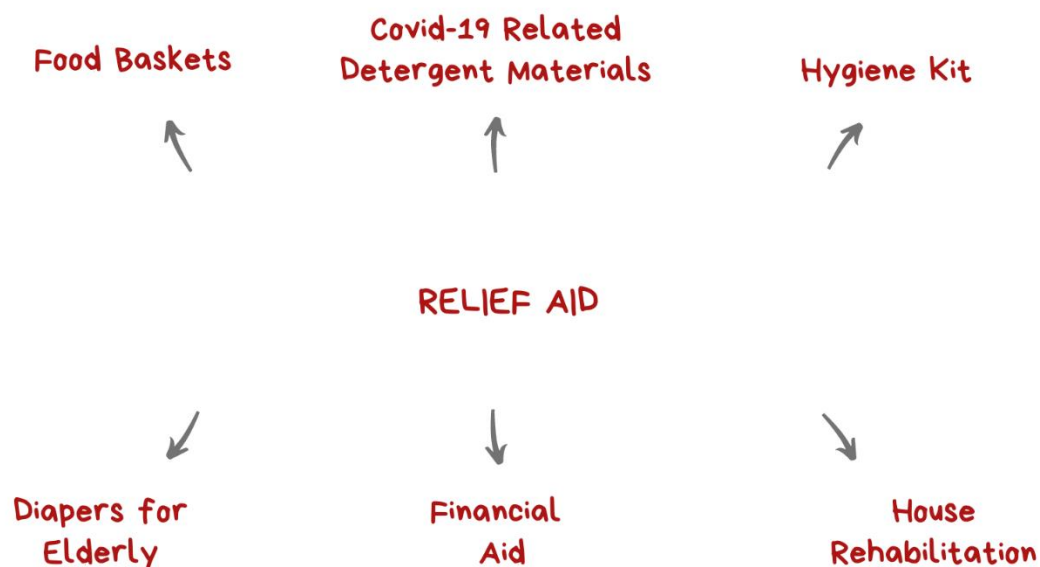 Food Baskets
Covid-19 Related
Detergent Materials
Hygiene Kit
RELIEF AID
Diapers for
Elderly
Financial
Aid
House
Rehabilitation